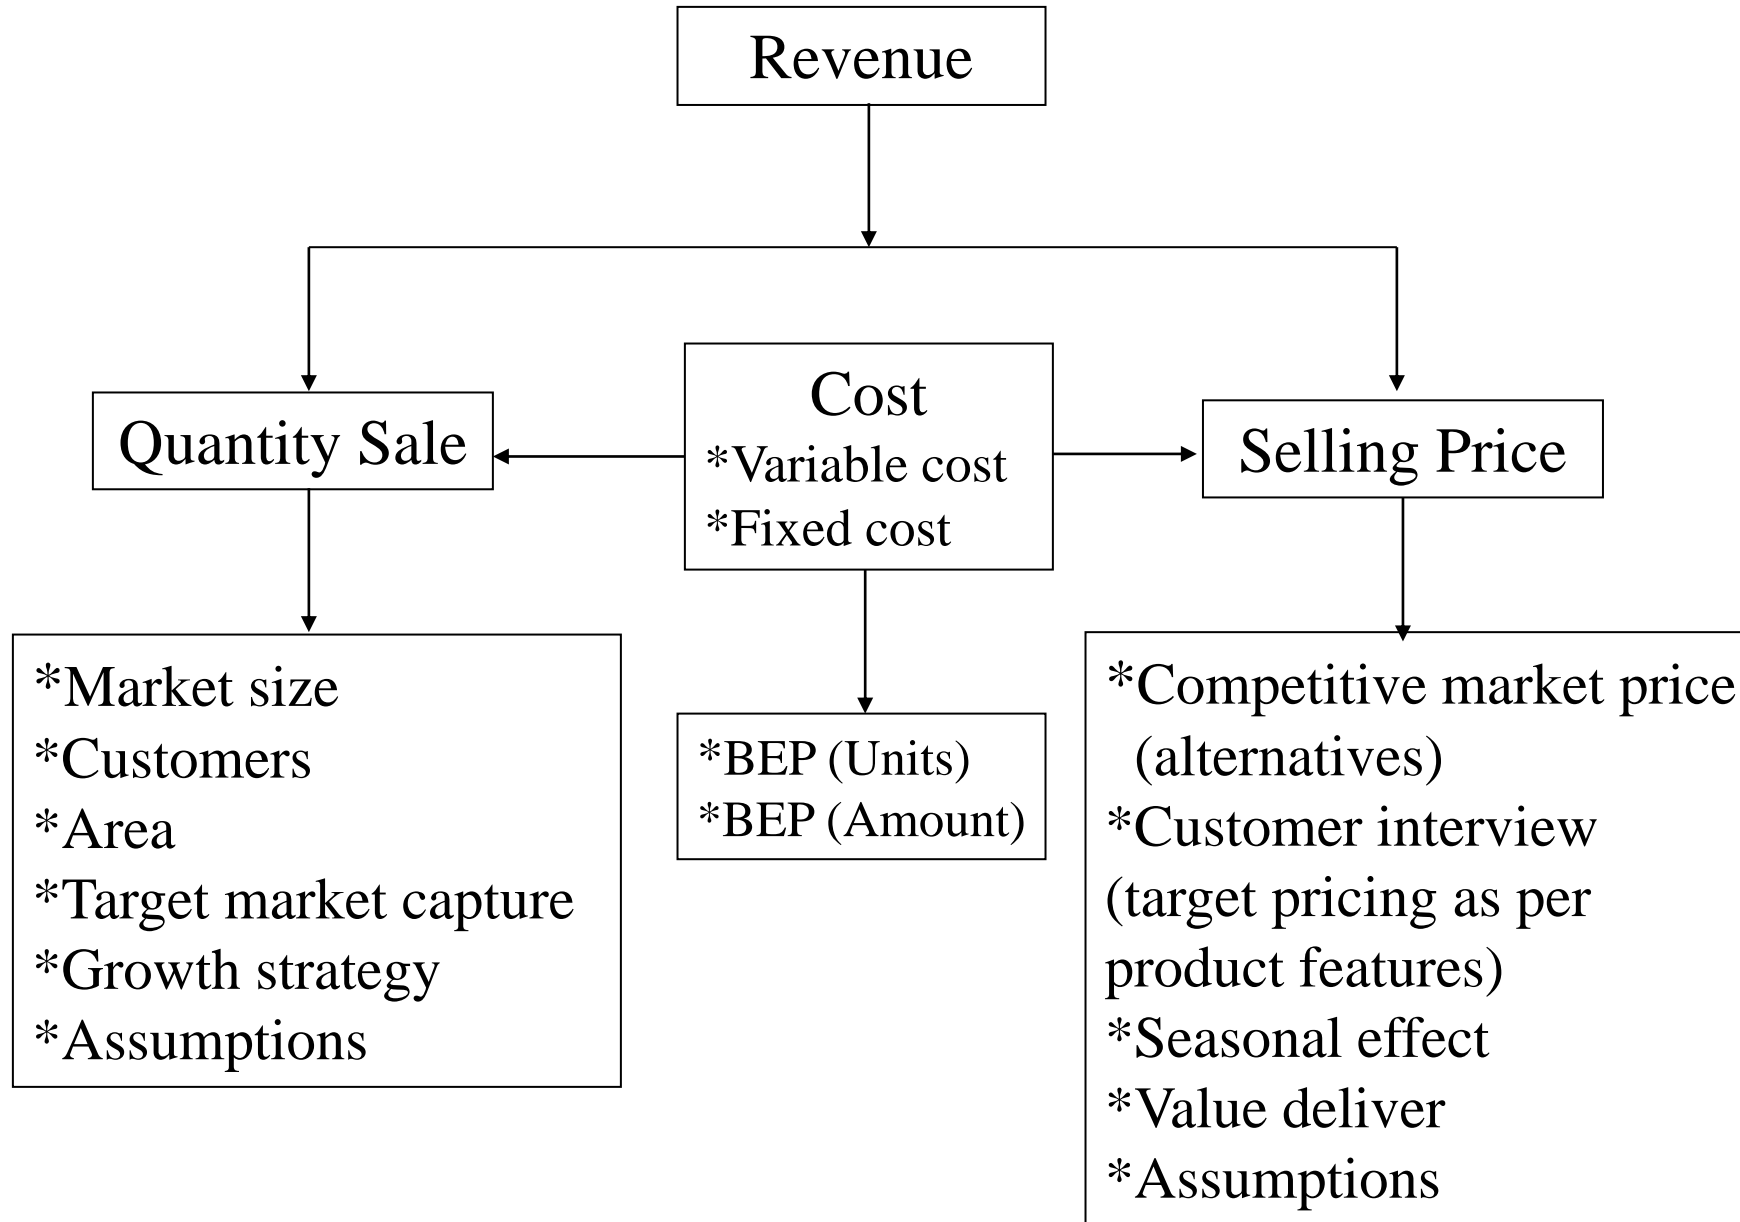 Revenue
Quantity Sale
Cost
*Variable cost
*Fixed cost
Selling Price
*Market size
*Customers
*Area
*Target market capture
*Growth strategy
*Assumptions
*BEP (Units)
*BEP (Amount)
*Competitive market price
(alternatives)
*Customer interview
(target pricing as per
product features)
*Seasonal effect
*Value deliver
*Assumptions